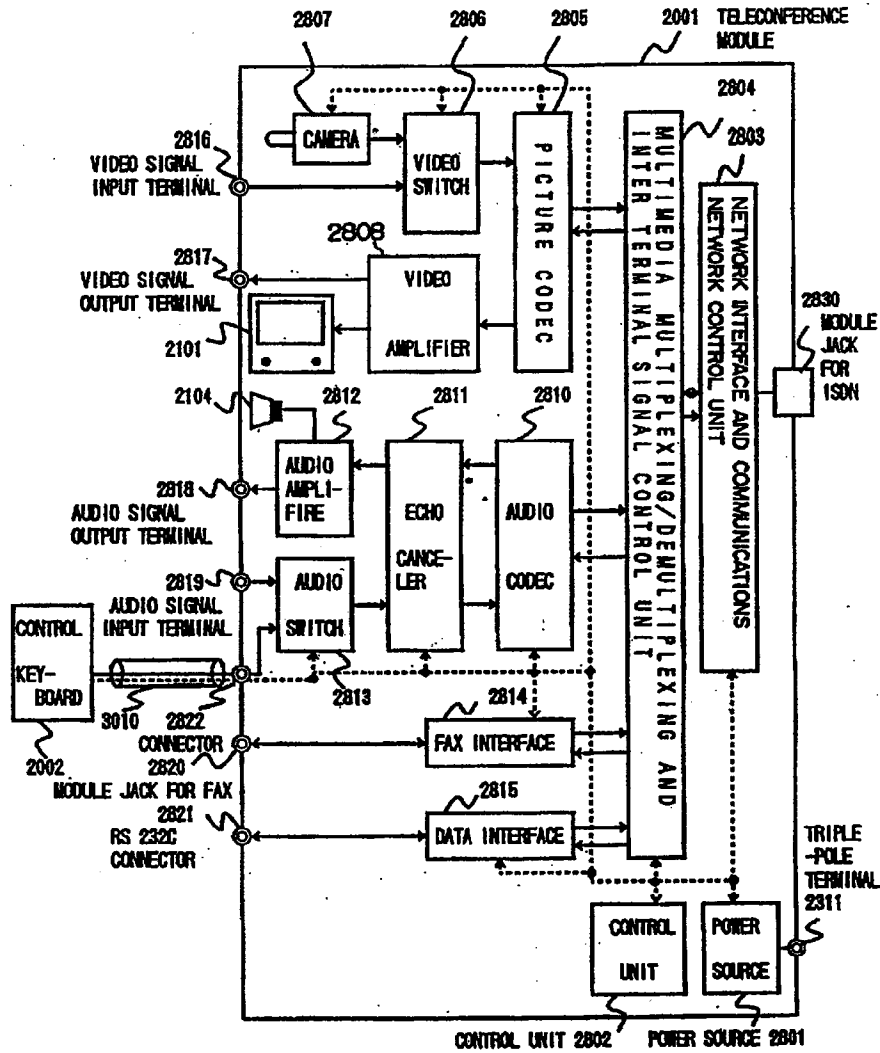 2807
2806
2805
2001 TELECONFERENCE
MODULE
2804
2803
2816
VIDEO SIGNAL
INPUT TERMINAL
CAMERA
VIDEO
SWITCH
PICTURE CODEC
MULTIMEDIA MULTIPLEXING/DEMULTIPLEXING AND
INTER TERMINAL SIGNAL CONTROL UNIT
NETWORK INTERFACE AND COMMUNICATIONS
NETWORK CONTROL UNIT
2817
VIDEO SIGNAL
OUTPUT TERMINAL
2101
2808
VIDEO
AMPLIFIER
2830
MODULE
JACK
FOR
ISDN
2104
2812
2811
2810
2818
AUDIO SIGNAL
OUTPUT TERMINAL
AUDIO
AMPLI-
FIRE
ECHO
CANCE-
LER
AUDIO
CODEC
2819
AUDIO SIGNAL
INPUT TERMINAL
AUDIO
SWITCH
CONTROL
KEY-
BOARD
3010
2822
2813
2002
CONNECTOR
2820
2814
FAX INTERFACE
MODULE JACK FOR FAX
2821
RS 232C
CONNECTOR
2815
DATA INTERFACE
TRIPLE
-POLE
TERMINAL
2311
CONTROL
UNIT
POWER
SOURCE
CONTROL UNIT 2802
POWER SOURCE 2801